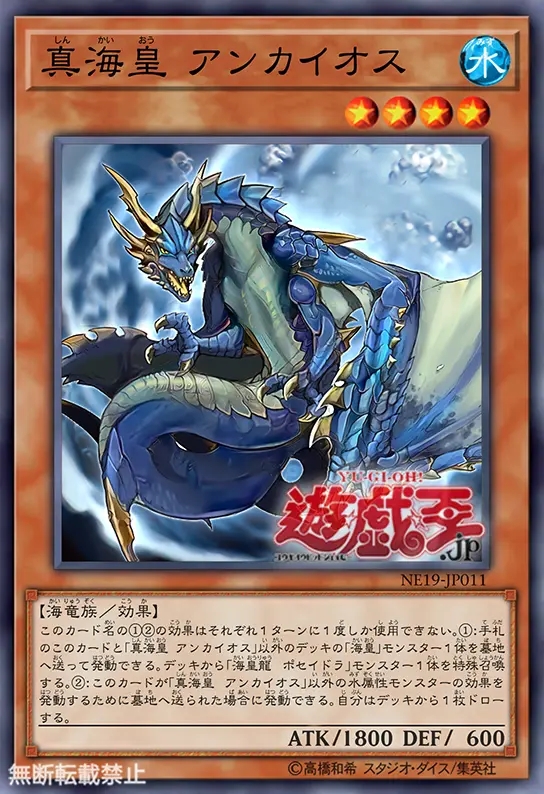 真海皇 アンカイオス
しん かい おう
水
みず
YU-GI-OH!
遊戯王.jp
NE19-JP011
【海竜族／効果】
このカード名の①②の効果はそれぞれ１ターンに１度しか使用できない。①：手札
のこのカードと「真海皇 アンカイオス」以外のデッキの「海皇」モンスター１体を墓地
へ送って発動できる。デッキから「海皇龍 ポセイドラ」モンスター１体を特殊召喚
する。②：このカードが「真海皇 アンカイオス」以外の水属性モンスターの効果を
発動するために墓地へ送られた場合に発動できる。自分はデッキから１枚ドロー
する。
ATK/1800 DEF/ 600
無断転載禁止
©高橋和希 スタジオ・ダイス/集英社